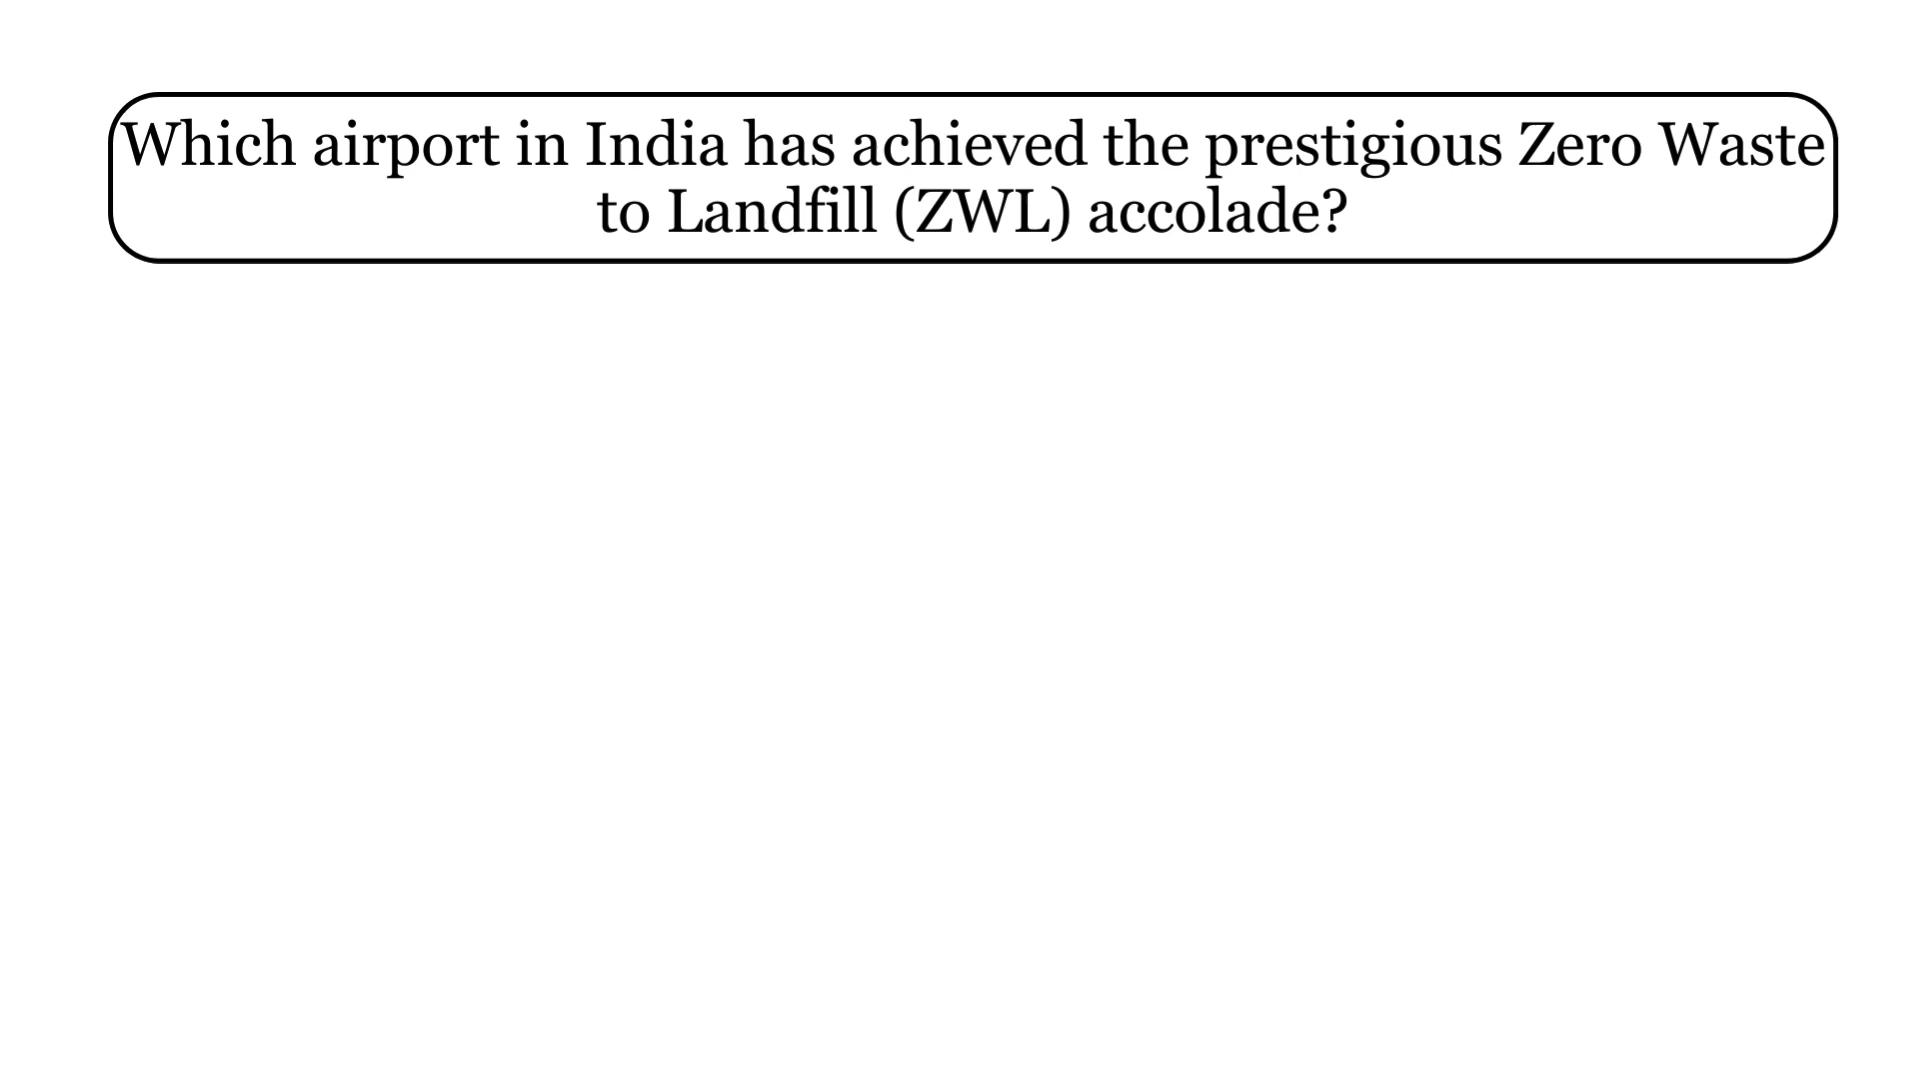 Which airport in India has achieved the prestigious Zero Waste
to Landfill (ZWL) accolade?